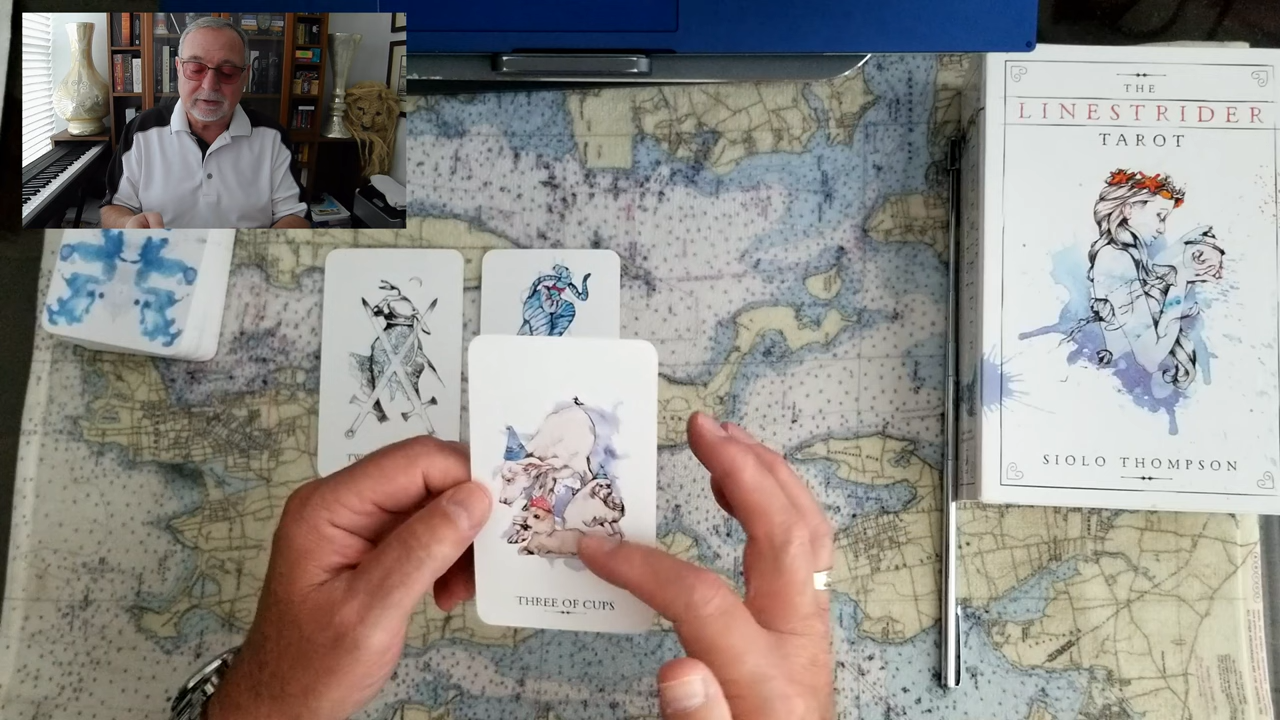 THE
LINESTRIDER
TAROT
SIOLO THOMPSON
THREE OF CUPS